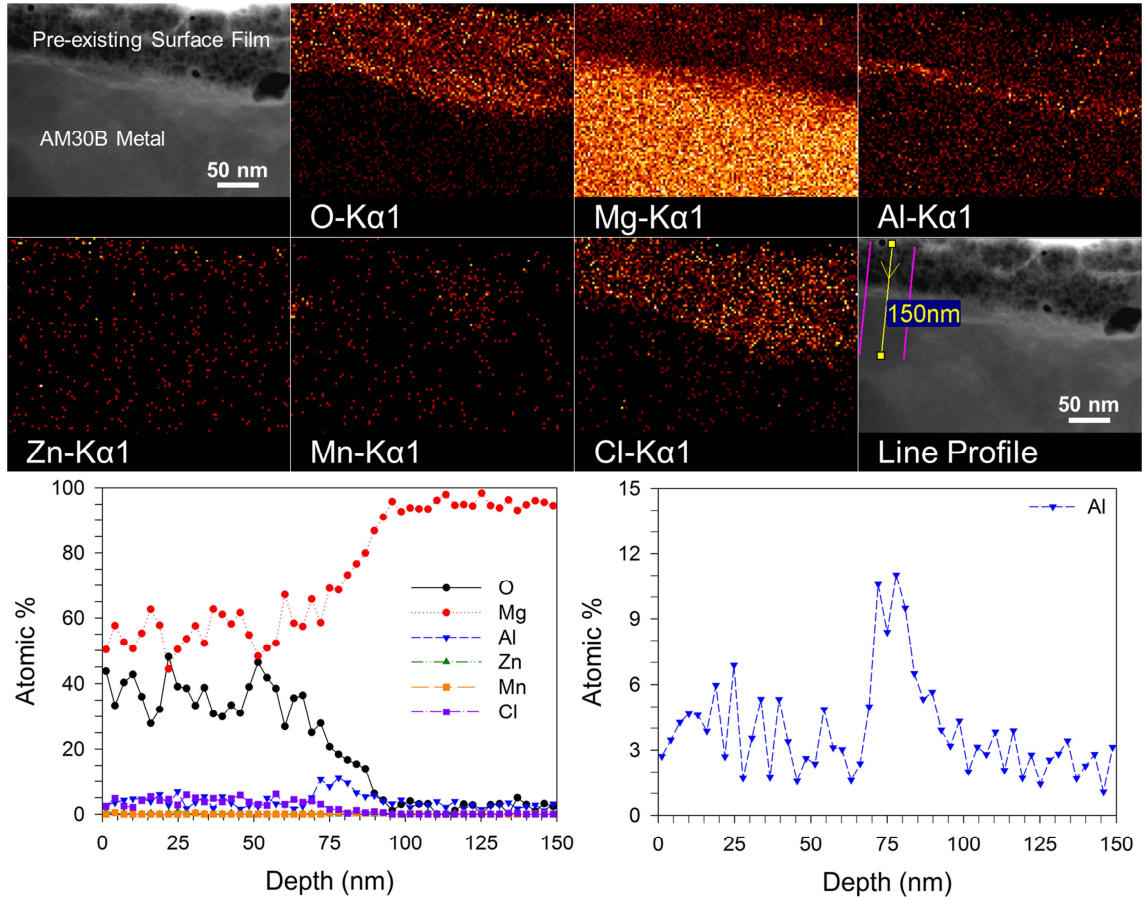 Pre-existing Surface Film
AM30B Metal
50 nm
O-Kα1
Mg-Kα1
Al-Kα1
Zn-Kα1
Mn-Kα1
Cl-Kα1
150nm
50 nm
Line Profile
100
80
60
40
20
0
Atomic %
O
Mg
Al
Zn
Mn
Cl
0 25 50 75 100 125 150
Depth (nm)
15
12
9
6
3
0
Atomic %
Al
0 25 50 75 100 125 150
Depth (nm)